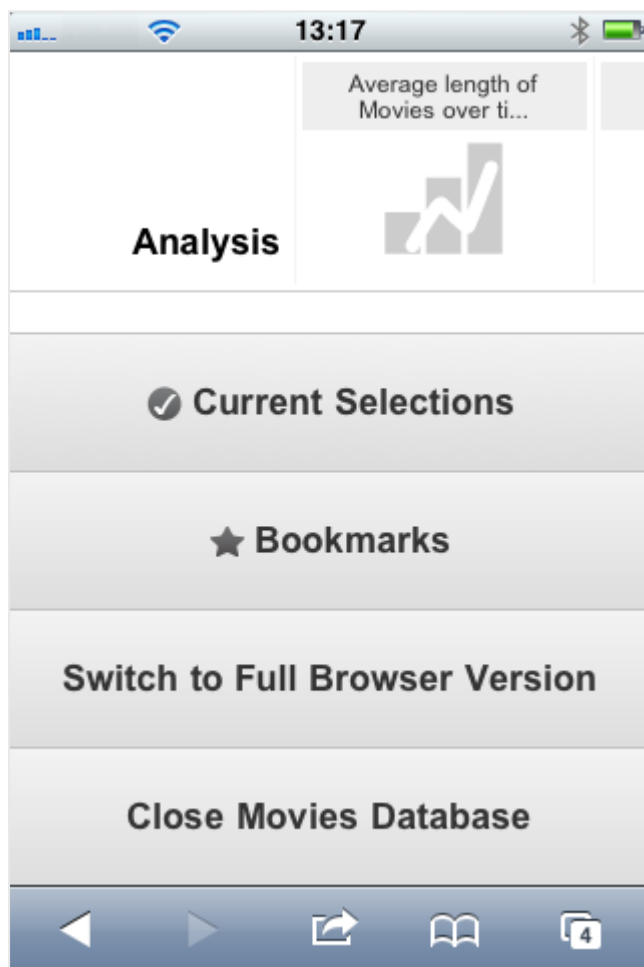 13:17
Average length of
Movies over ti...
Analysis
Current Selections
Bookmarks
Switch to Full Browser Version
Close Movies Database
4